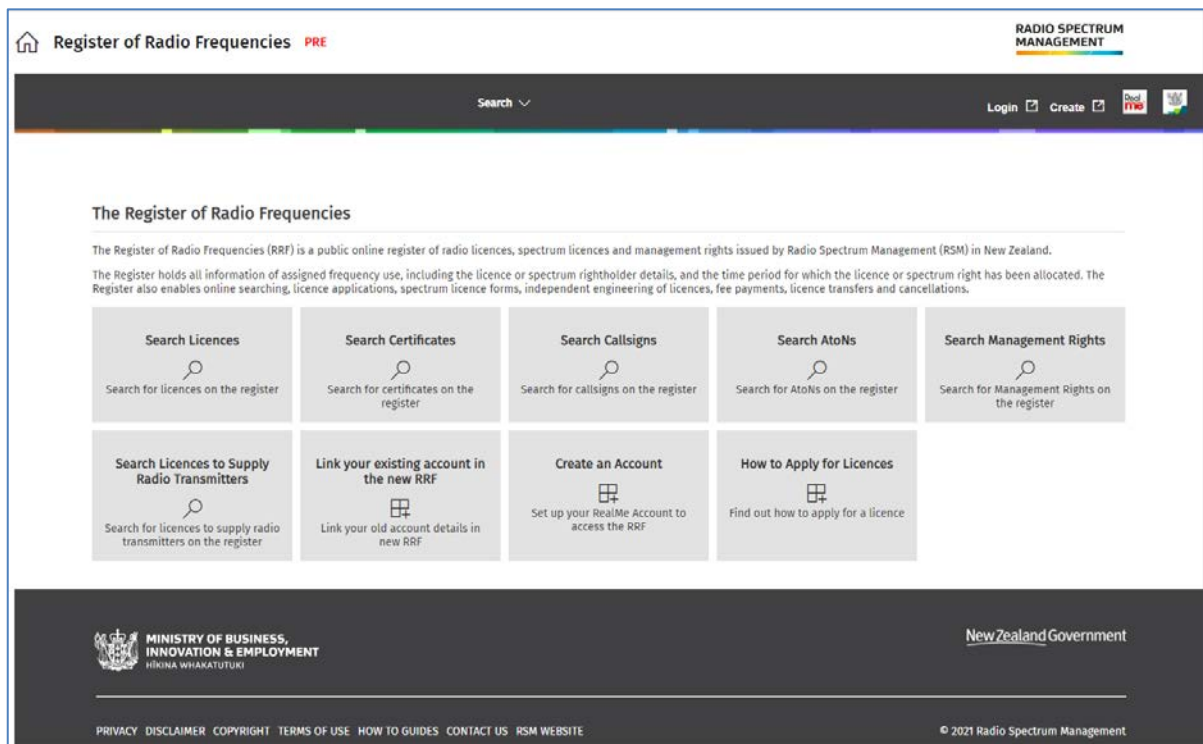 Register of Radio Frequencies PRE
RADIO SPECTRUM
MANAGEMENT
Search
Login Create Real me
The Register of Radio Frequencies
The Register of Radio Frequencies (RRF) is a public online register of radio licences, spectrum licences and management rights issued by Radio Spectrum Management (RSM) in New Zealand.
The Register holds all information of assigned frequency use, including the licence or spectrum rightholder details, and the time period for which the licence or spectrum right has been allocated. The
Register also enables online searching, licence applications, spectrum licence forms, independent engineering of licences, fee payments, licence transfers and cancellations.
Search Licences
Search for licences on the register
Search Certificates
Search for certificates on the
register
Search Callsigns
Search for callsigns on the register
Search AtoNs
Search for AtoNs on the register
Search Management Rights
Search for Management Rights on
the register
Search Licences to Supply
Radio Transmitters
Search for licences to supply radio
transmitters on the register
Link your existing account in
the new RRF
Link your old account details in
new RRF
Create an Account
Set up your RealMe Account to
access the RRF
How to Apply for Licences
Find out how to apply for a licence
MINISTRY OF BUSINESS,
INNOVATION & EMPLOYMENT
HĪKINA WHAKATUTUKI
New Zealand Government
PRIVACY DISCLAIMER COPYRIGHT TERMS OF USE HOW TO GUIDES CONTACT US RSM WEBSITE
© 2021 Radio Spectrum Management